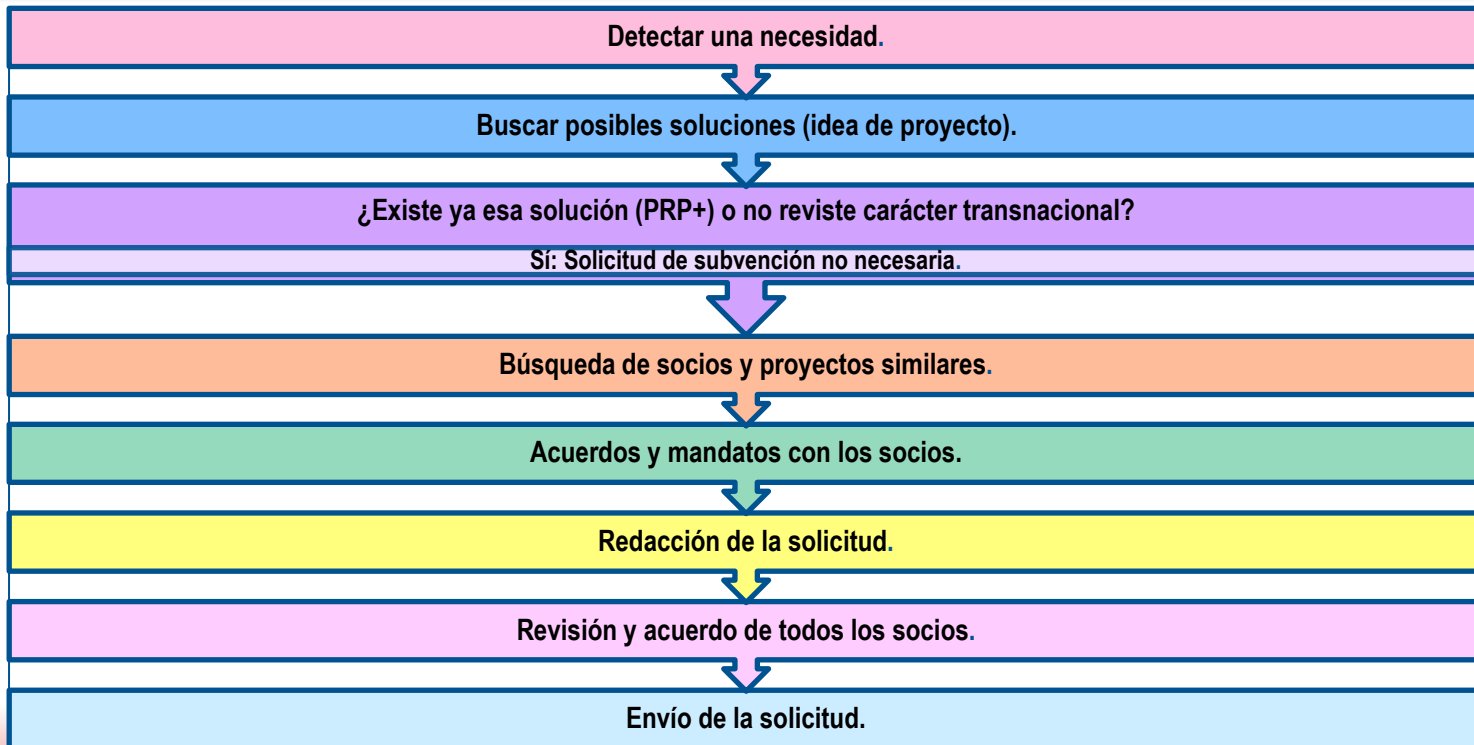 Detectar una necesidad.
Buscar posibles soluciones (idea de proyecto).
¿Existe ya esa solución (PRP+) o no reviste carácter transnacional?
Sí: Solicitud de subvención no necesaria.
Búsqueda de socios y proyectos similares.
Acuerdos y mandatos con los socios.
Redacción de la solicitud.
Revisión y acuerdo de todos los socios.
Envío de la solicitud.